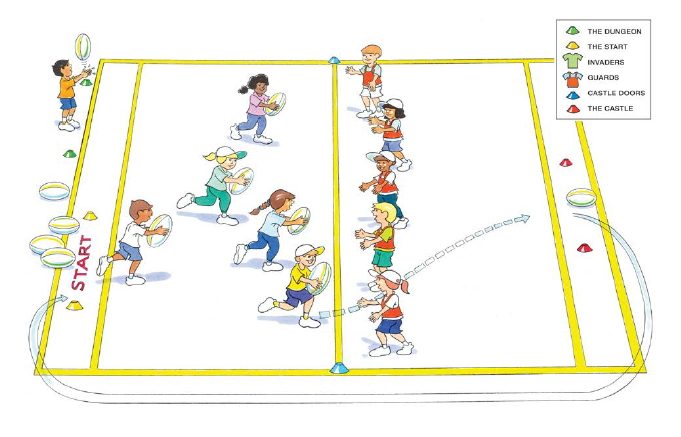 THE DUNGEON
THE START
INVADERS
GUARDS
CASTLE DOORS
THE CASTLE
START